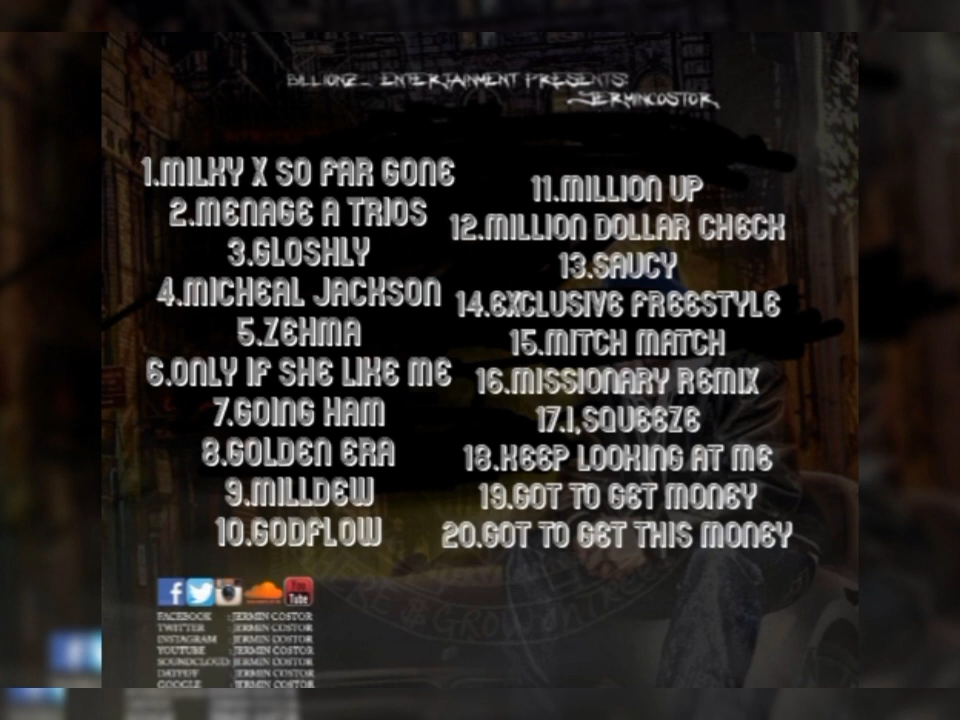 BILLIONZ_ ENTERTAINMENT PRESENTS:
JERMINCOSTOR
1.MILKY X SO FAR GONE
2.MENAGE A TRIOS
3.GLOSHLY
4.MICHEAL JACKSON
5.ZEHMA
6.ONLY IF SHE LIKE ME
7.GOING HAM
8.GOLDEN ERA
9.MILLDEW
10.GODFLOW
11.MILLION UP
12.MILLION DOLLAR CHECK
13.SAUCY
14.EXCLUSIVE FREESTYLE
15.MITCH MATCH
16.MISSIONARY REMIX
17.I,SQUEEZE
18.KEEP LOOKING AT ME
19.GOT TO GET MONEY
20.GOT TO GET THIS MONEY
You Tube
FACEBOOK : JERMIN COSTOR
TWITTER : JERMIN COSTOR
INSTAGRAM : JERMIN COSTOR
YOUTUBE : JERMIN COSTOR
SOUNDCLOUD: JERMIN COSTOR
DATPIFF : JERMIN COSTOR
GOOGLE : JERMIN COSTOR